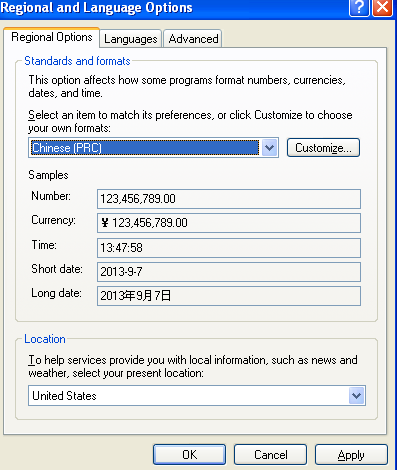 Regional and Language Options
Regional Options
Languages
Advanced
Standards and formats
This option affects how some programs format numbers, currencies,
dates, and time.
Select an item to match its preferences, or click Customize to choose
your own formats:
Chinese (PRC)
Customize...
Samples
Number: 123,456,789.00
Currency: ¥ 123,456,789.00
Time: 13:47:58
Short date: 2013-9-7
Long date: 2013年9月7日
Location
To help services provide you with local information, such as news and
weather, select your present location:
United States
OK
Cancel
Apply